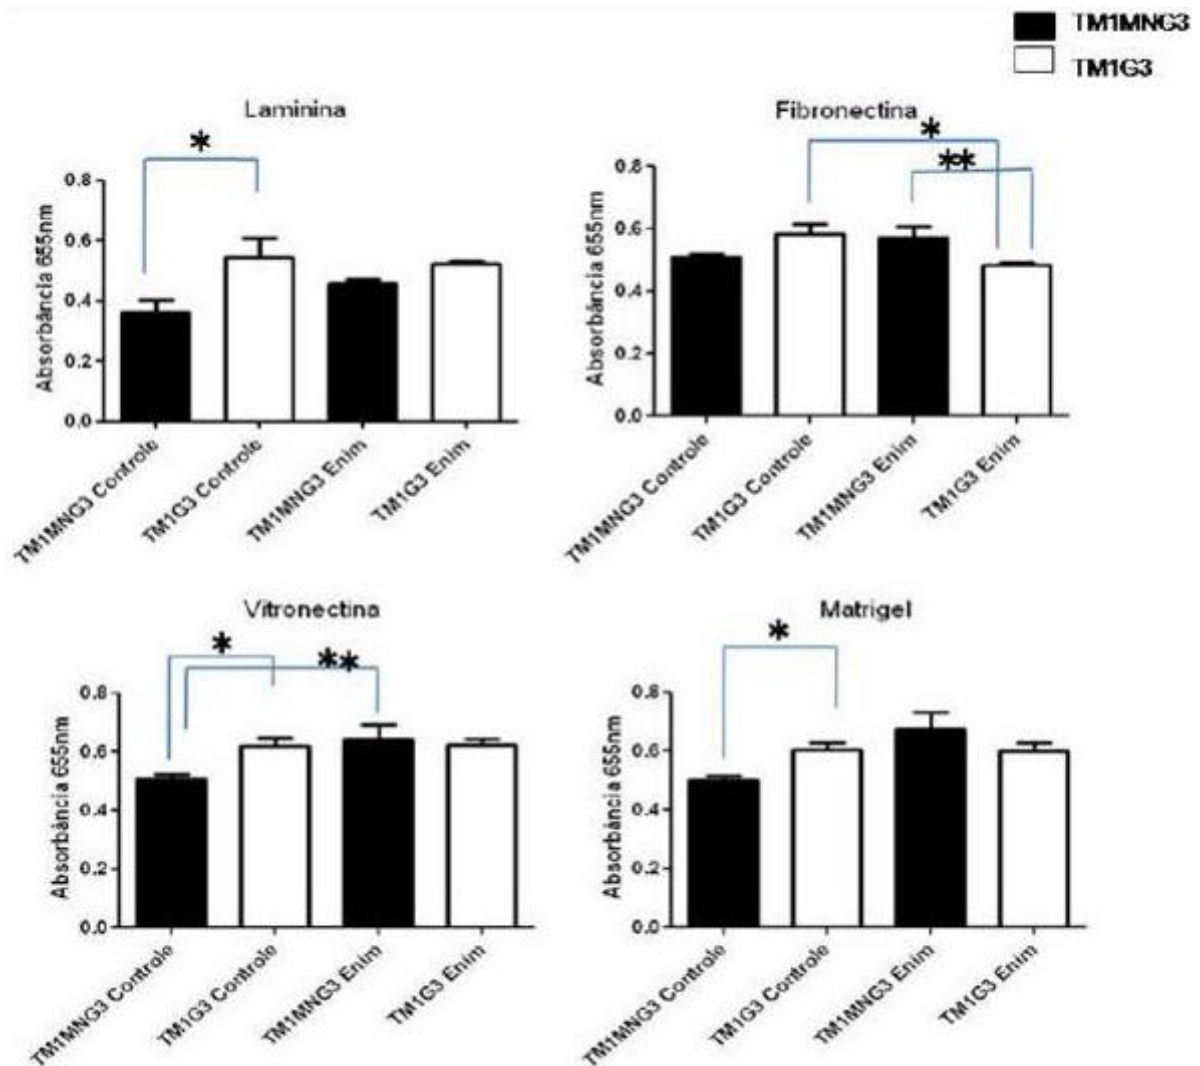 TM1MNG3
TM1G3
Laminina
*
Absorbância 655nm
0.8
0.6
0.4
0.2
0.0
TM1MNG3 Controle
TM1G3 Controle
TM1MNG3 Enim
TM1G3 Enim
Fibronectina
*
**
Absorbância 655nm
0.8
0.6
0.4
0.2
0.0
TM1MNG3 Controle
TM1G3 Controle
TM1MNG3 Enim
TM1G3 Enim
Vitronectina
*
**
Absorbância 655nm
0.8
0.6
0.4
0.2
0.0
TM1MNG3 Controle
TM1G3 Controle
TM1MNG3 Enim
TM1G3 Enim
Matrigel
*
Absorbância 655nm
0.8
0.6
0.4
0.2
0.0
TM1MNG3 Controle
TM1G3 Controle
TM1MNG3 Enim
TM1G3 Enim